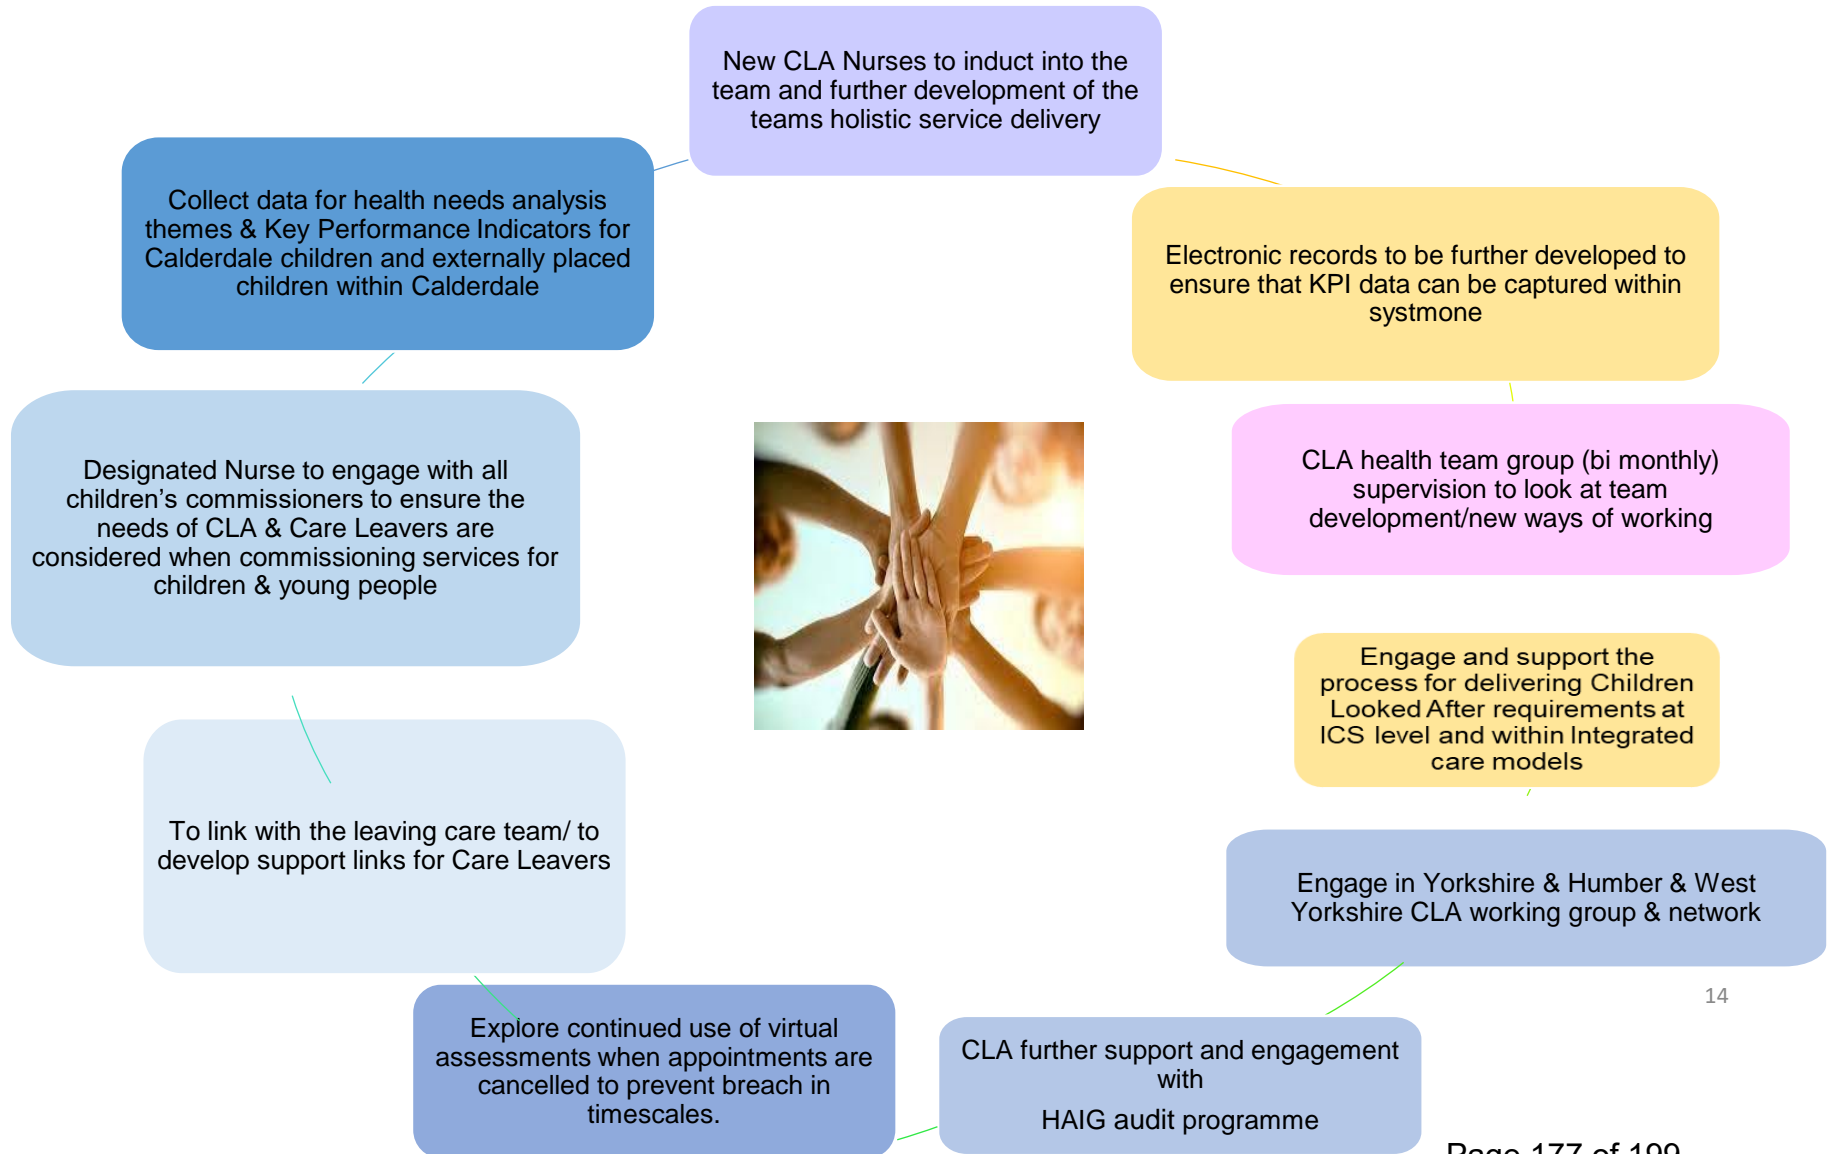 New CLA Nurses to induct into the
team and further development of the
teams holistic service delivery
Electronic records to be further developed to
ensure that KPI data can be captured within
systmone
CLA health team group (bi monthly)
supervision to look at team
development/new ways of working
Engage and support the
process for delivering Children
Looked After requirements at
ICS level and within Integrated
care models
Engage in Yorkshire & Humber & West
Yorkshire CLA working group & network
CLA further support and engagement
with
HAIG audit programme
Explore continued use of virtual
assessments when appointments are
cancelled to prevent breach in
timescales.
To link with the leaving care team/ to
develop support links for Care Leavers
Designated Nurse to engage with all
children’s commissioners to ensure the
needs of CLA & Care Leavers are
considered when commissioning services for
children & young people
Collect data for health needs analysis
themes & Key Performance Indicators for
Calderdale children and externally placed
children within Calderdale
14
Page 177 of 199